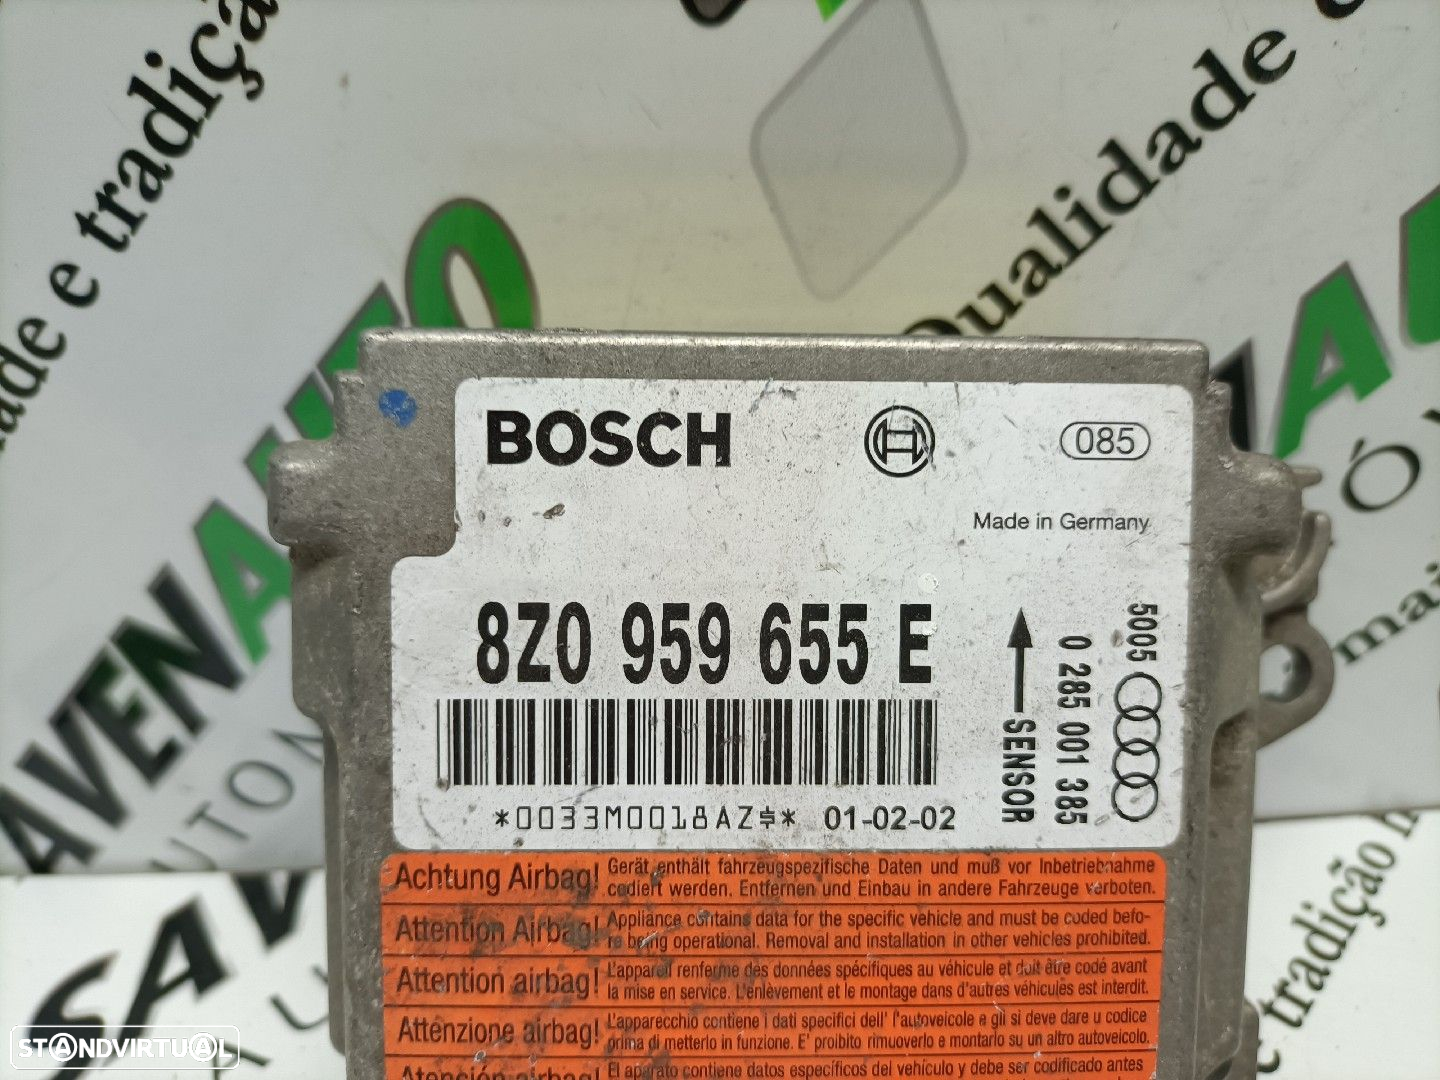 BOSCH
085
Made in Germany
8Z0 959 655 E
*0033M0018AZ$* 01-02-02
SENSOR
0 285 001 385
5005
Achtung Airbag! Gerät enthält fahrzeugspezifische Daten und muß vor Inbetriebnahme
codiert werden. Entfernen und Einbau in andere Fahrzeuge verboten.
Attention Airbag! Appliance contains data for the specific vehicle and must be coded befo-
re being operational. Removal and installation in other vehicles prohibited.
Attention airbag! L'appareil renferme des données spécifiques au véhicule et doit être codé avant
la mise en service. L'enlèvement et le montage dans d'autres véhicules est interdit.
Attenzione airbag! L'apparecchio contiene i dati specifici dell' l'autoveicolo e gli si deve dare u codice
prima di metterlo in funzione. E' proibito rimuoverlo e montarlo su un altro autoveicolo.
Atención airbag! El aparato contiene datos específicos del vehículo y debe ser codificado antes
e tradição
Qualidade
AVENAUTO
STANDVIRTUAL